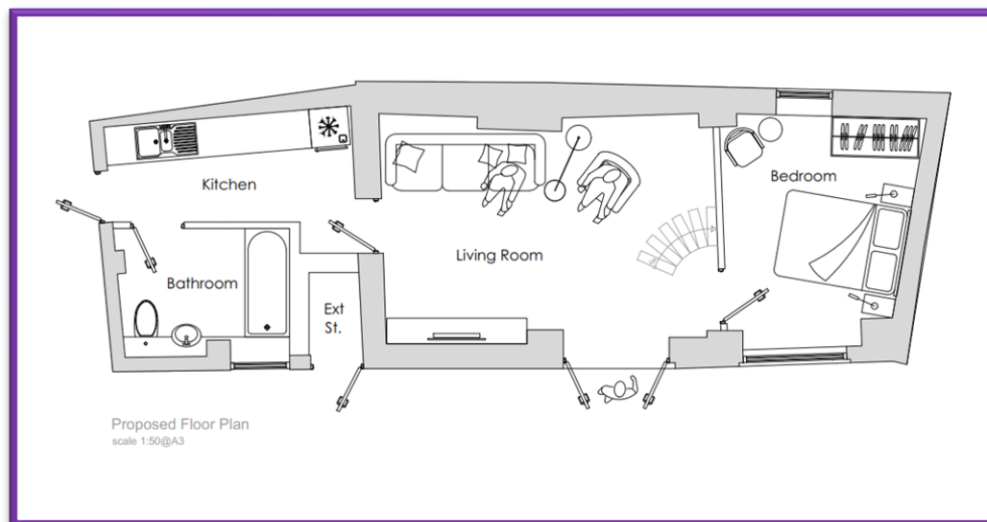 Kitchen
Bedroom
Living Room
Bathroom
Ext
St.
Proposed Floor Plan
scale 1:50@A3